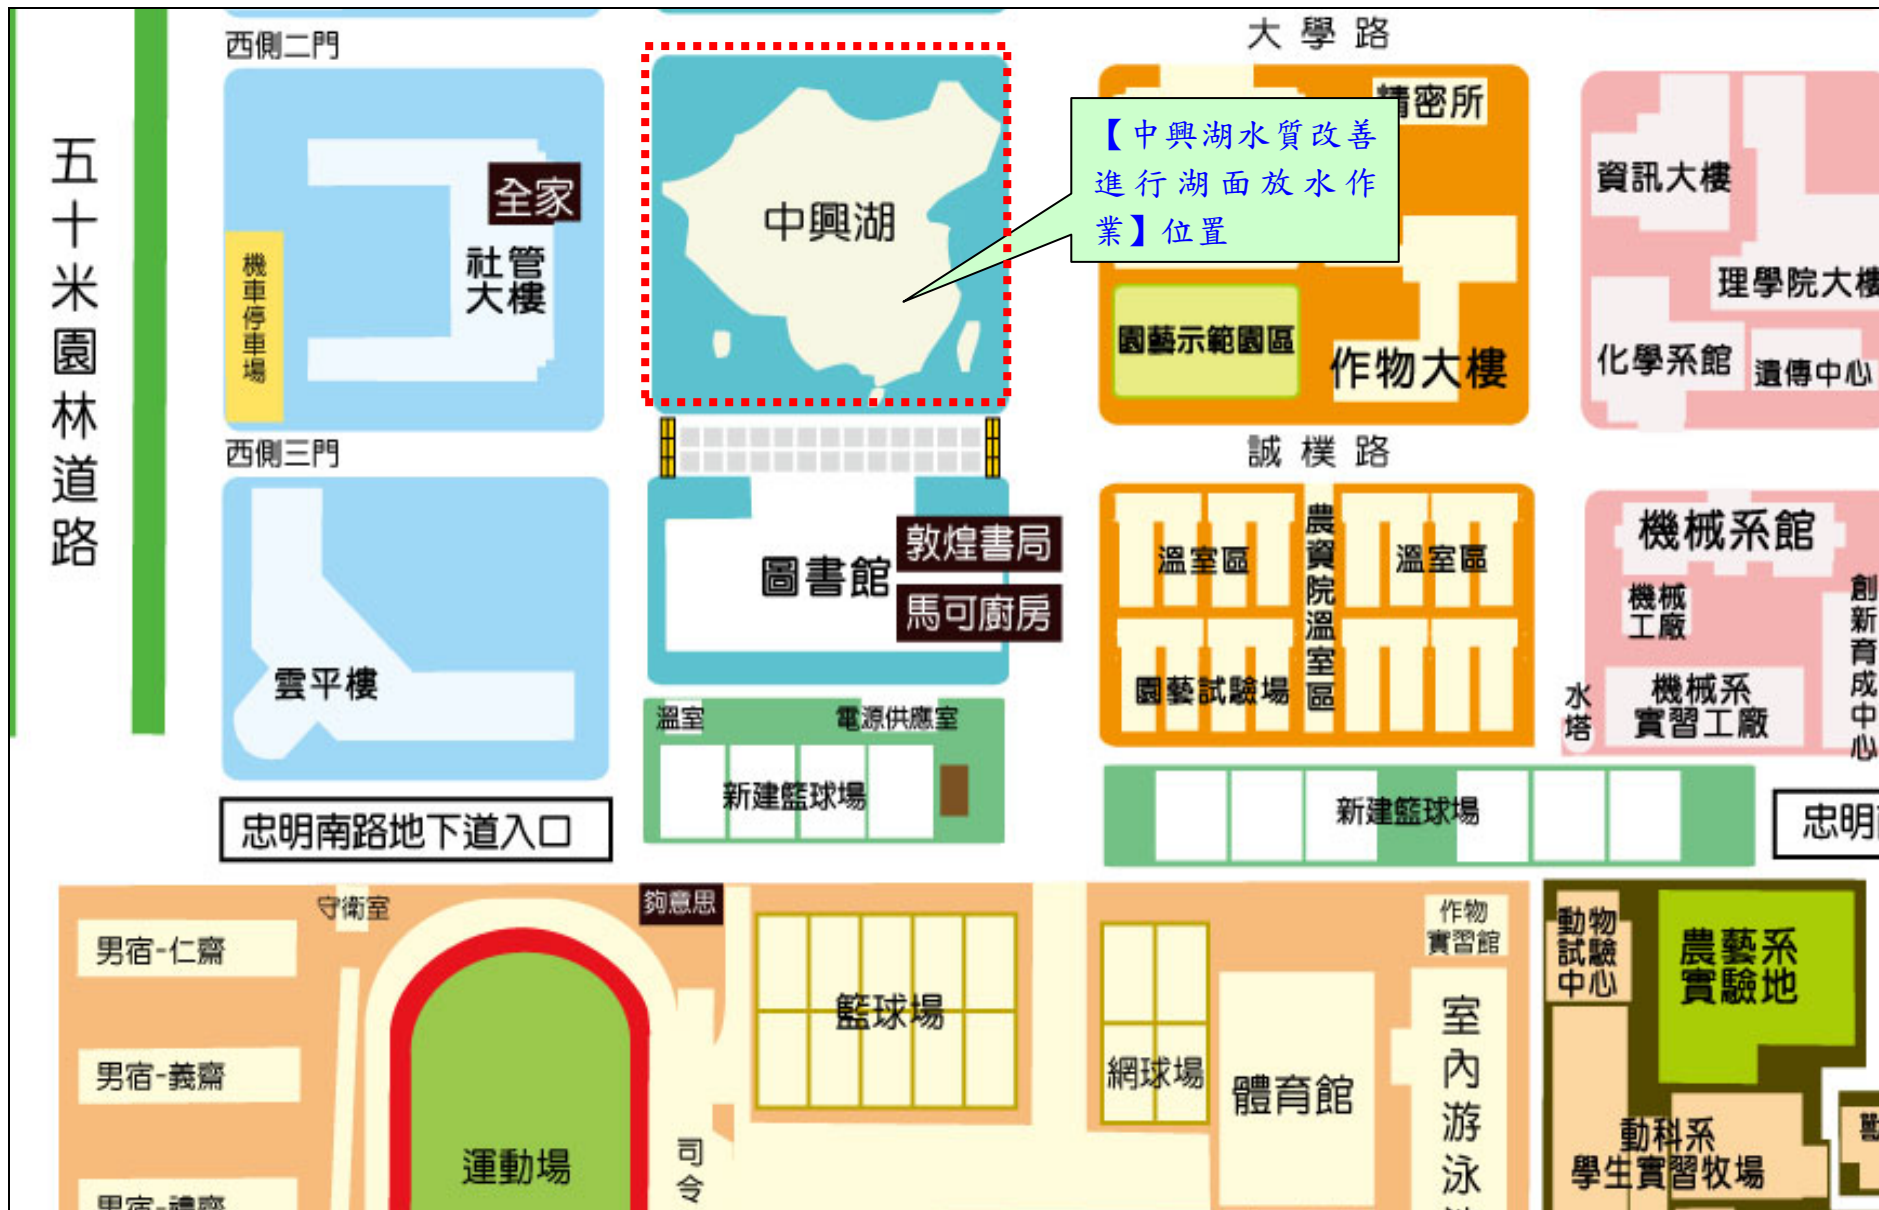 大學路
西側二門
精密所
【中興湖水質改善
進行湖面放水作
業】位置
五十米園林道路
全家
社管
大樓
機車停車場
中興湖
資訊大樓
理學院大樓
園藝示範園區
作物大樓
化學系館
遺傳中心
西側三門
誠樸路
圖書館
敦煌書局
馬可廚房
溫室區
農資院溫室區
溫室區
園藝試驗場
機械系館
機械
工廠
創新育成中心
水塔
機械系
實習工廠
雲平樓
溫室
電源供應室
新建籃球場
新建籃球場
忠明南路地下道入口
忠明
守衛室
夠意思
男宿-仁齋
男宿-義齋
男宿-禮齋
運動場
司令
籃球場
網球場
體育館
作物
實習館
室內游泳
動物
試驗
中心
農藝系
實驗地
動科系
學生實習牧場